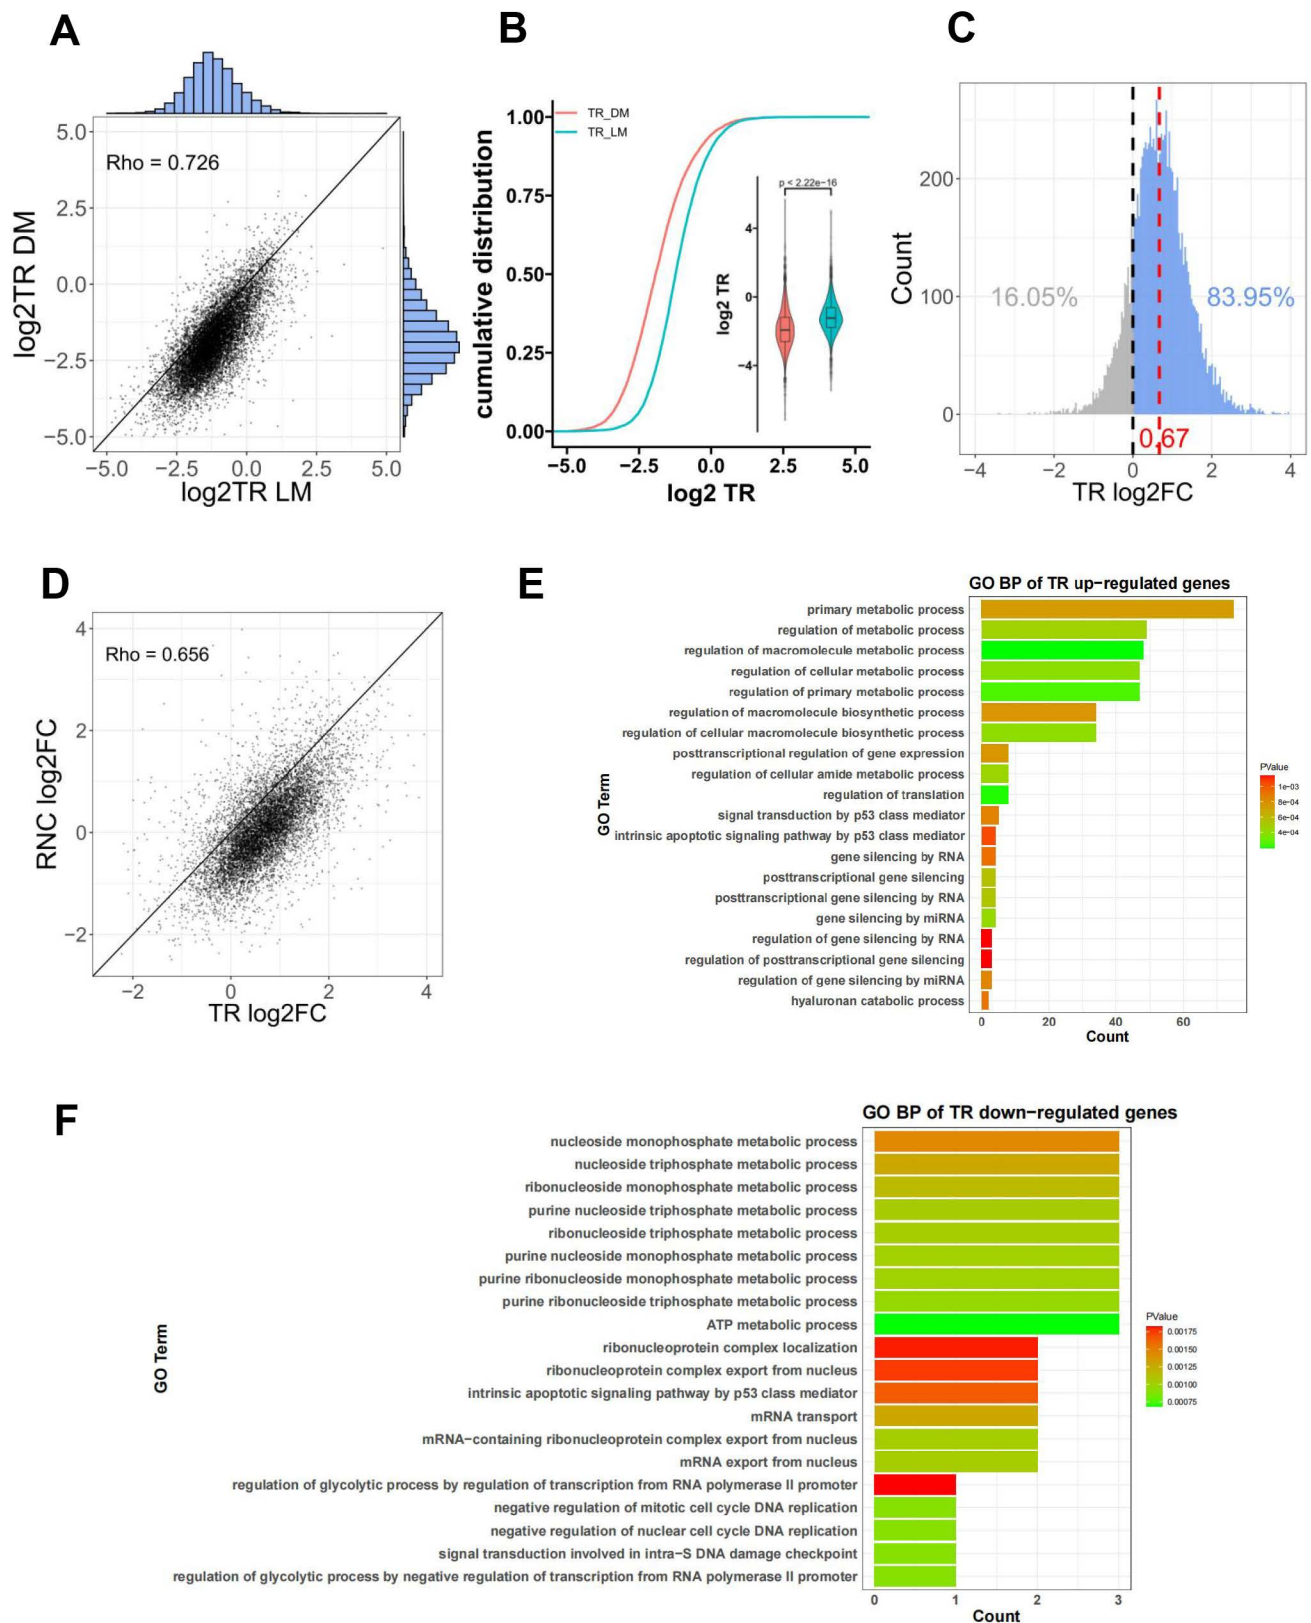 A
Rho = 0.726
log2TR DM
5.0
2.5
0.0
−2.5
−5.0
−5.0 −2.5 0.0 2.5 5.0
log2TR LM
B
TR_DM
TR_LM
cumulative distribution
1.00
0.75
0.50
0.25
0.00
p < 2.22e−16
log2 TR
4
0
−4
−5.0 −2.5 0.0 2.5 5.0
log2 TR
C
Count
200
100
0
16.05%
83.95%
0.67
−4 −2 0 2 4
TR log2FC
D
Rho = 0.656
RNC log2FC
4
2
0
−2
−2 0 2 4
TR log2FC
E
GO BP of TR up−regulated genes
GO Term
primary metabolic process
regulation of metabolic process
regulation of macromolecule metabolic process
regulation of cellular metabolic process
regulation of primary metabolic process
regulation of macromolecule biosynthetic process
regulation of cellular macromolecule biosynthetic process
posttranscriptional regulation of gene expression
regulation of cellular amide metabolic process
regulation of translation
signal transduction by p53 class mediator
intrinsic apoptotic signaling pathway by p53 class mediator
gene silencing by RNA
posttranscriptional gene silencing
posttranscriptional gene silencing by RNA
gene silencing by miRNA
regulation of gene silencing by RNA
regulation of posttranscriptional gene silencing
regulation of gene silencing by miRNA
hyaluronan catabolic process
0 20 40 60
Count
PValue
1e−03
8e−04
6e−04
4e−04
F
GO BP of TR down−regulated genes
GO Term
nucleoside monophosphate metabolic process
nucleoside triphosphate metabolic process
ribonucleoside monophosphate metabolic process
purine nucleoside triphosphate metabolic process
ribonucleoside triphosphate metabolic process
purine nucleoside monophosphate metabolic process
purine ribonucleoside monophosphate metabolic process
purine ribonucleoside triphosphate metabolic process
ATP metabolic process
ribonucleoprotein complex localization
ribonucleoprotein complex export from nucleus
intrinsic apoptotic signaling pathway by p53 class mediator
mRNA transport
mRNA−containing ribonucleoprotein complex export from nucleus
mRNA export from nucleus
regulation of glycolytic process by regulation of transcription from RNA polymerase II promoter
negative regulation of mitotic cell cycle DNA replication
negative regulation of nuclear cell cycle DNA replication
signal transduction involved in intra−S DNA damage checkpoint
regulation of glycolytic process by negative regulation of transcription from RNA polymerase II promoter
0 1 2 3
Count
PValue
0.00175
0.00150
0.00125
0.00100
0.00075